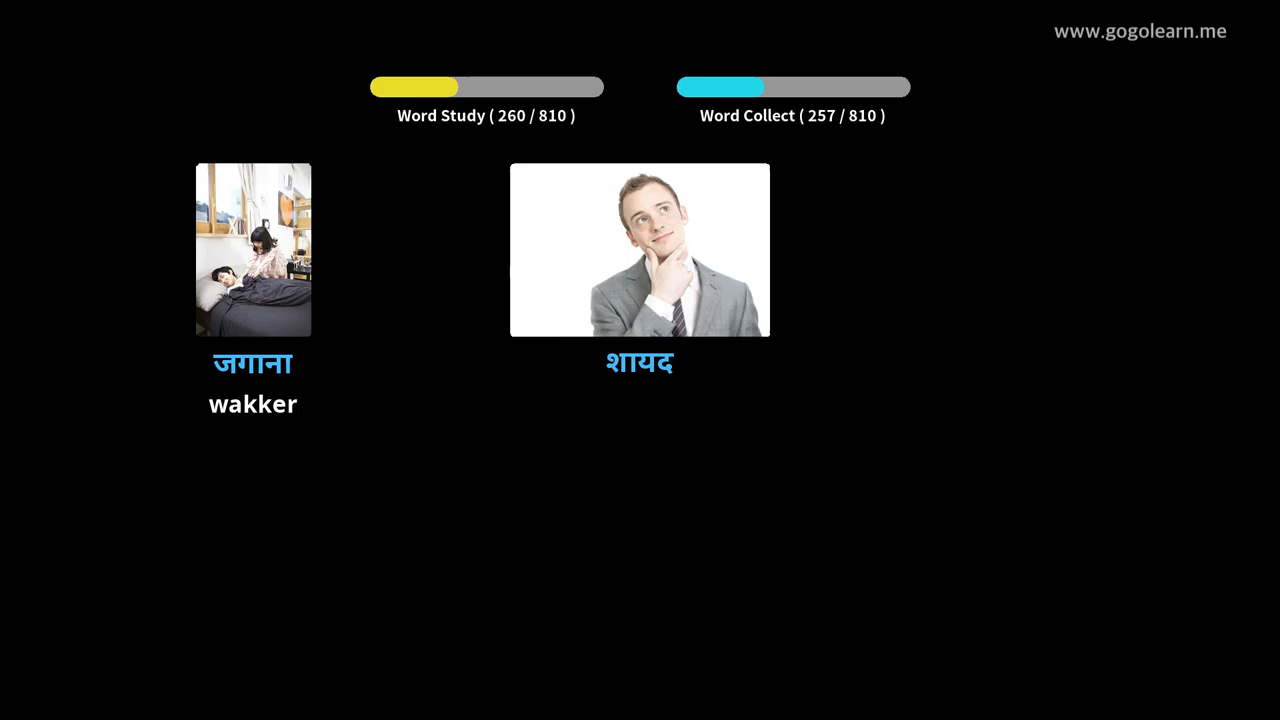 www.gogolearn.me
Word Study ( 260 / 810 )
Word Collect ( 257 / 810 )
जगाना
wakker
शायद